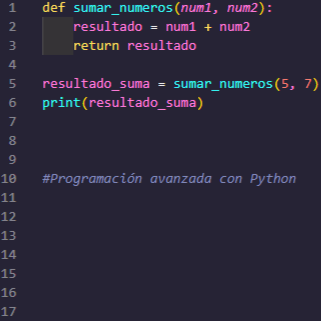 1 def sumar_numeros(num1, num2):
2     resultado = num1 + num2
3     return resultado
4
5 resultado_suma = sumar_numeros(5, 7)
6 print(resultado_suma)
7
8
9
10 #Programación avanzada con Python
11
12
13
14
15
16
17